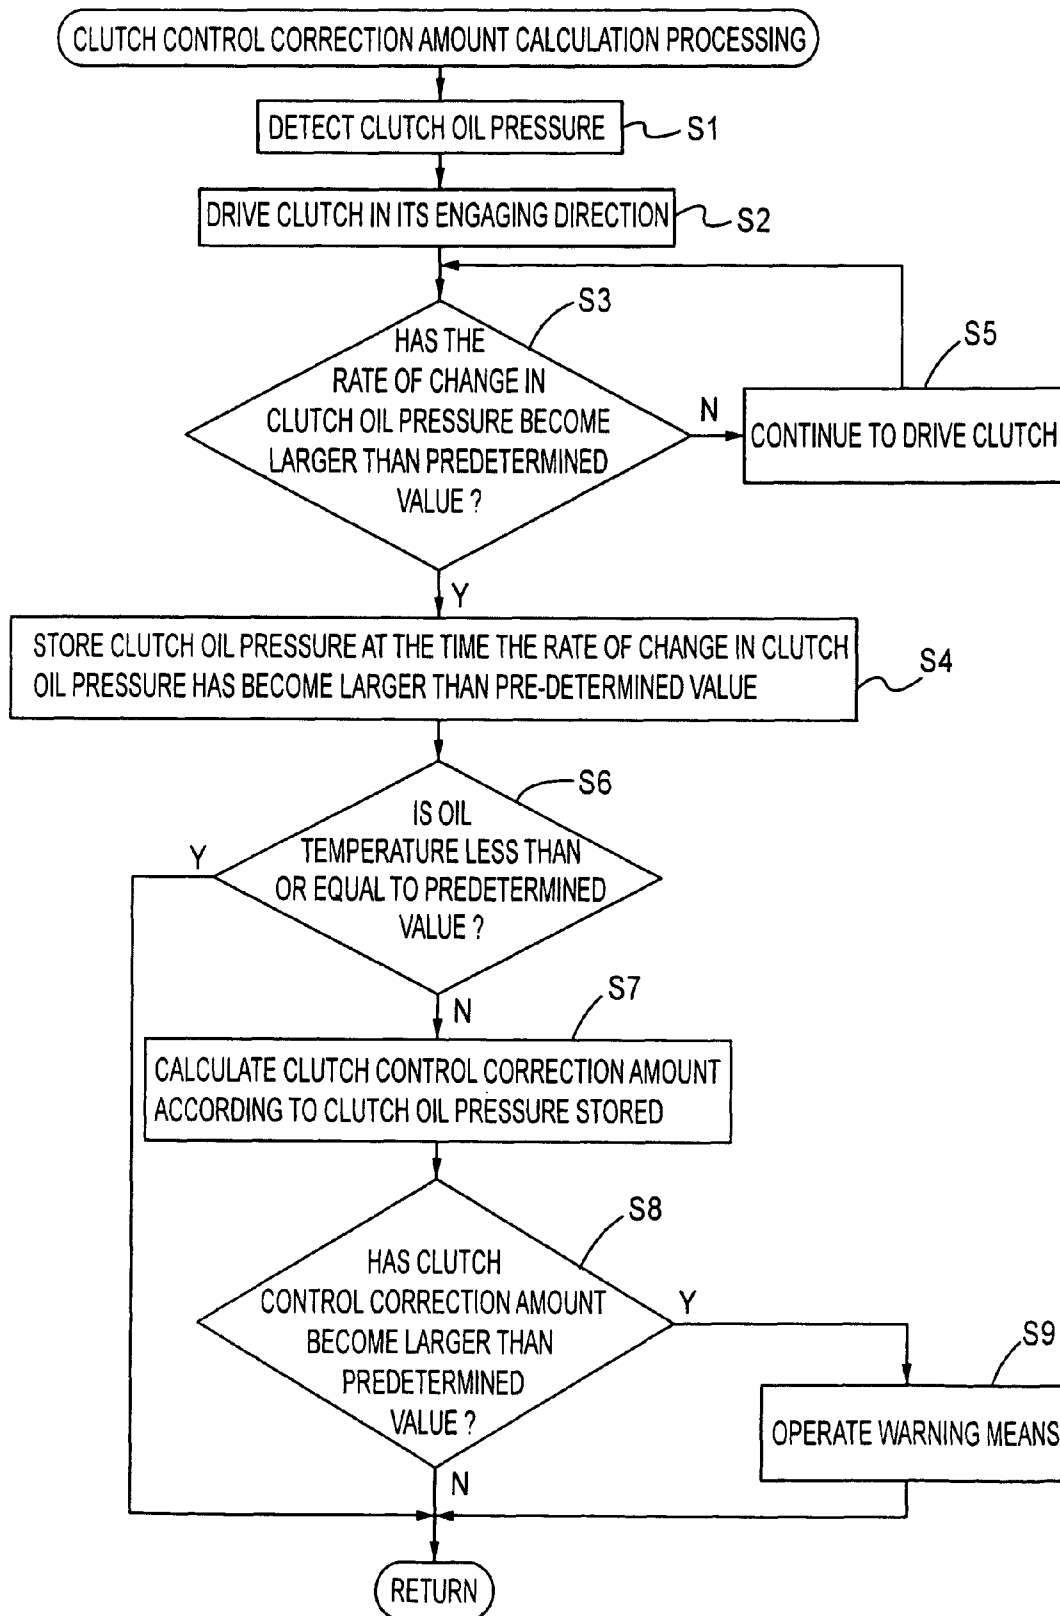 CLUTCH CONTROL CORRECTION AMOUNT CALCULATION PROCESSING
DETECT CLUTCH OIL PRESSURE
S1
DRIVE CLUTCH IN ITS ENGAGING DIRECTION
S2
S3
HAS THE
RATE OF CHANGE IN
CLUTCH OIL PRESSURE BECOME
LARGER THAN PREDETERMINED
VALUE ?
N
S5
CONTINUE TO DRIVE CLUTCH
Y
STORE CLUTCH OIL PRESSURE AT THE TIME THE RATE OF CHANGE IN CLUTCH
OIL PRESSURE HAS BECOME LARGER THAN PRE-DETERMINED VALUE
S4
S6
IS OIL
TEMPERATURE LESS THAN
OR EQUAL TO PREDETERMINED
VALUE ?
Y
N
S7
CALCULATE CLUTCH CONTROL CORRECTION AMOUNT
ACCORDING TO CLUTCH OIL PRESSURE STORED
S8
HAS CLUTCH
CONTROL CORRECTION AMOUNT
BECOME LARGER THAN
PREDETERMINED
VALUE ?
Y
S9
OPERATE WARNING MEANS
N
RETURN